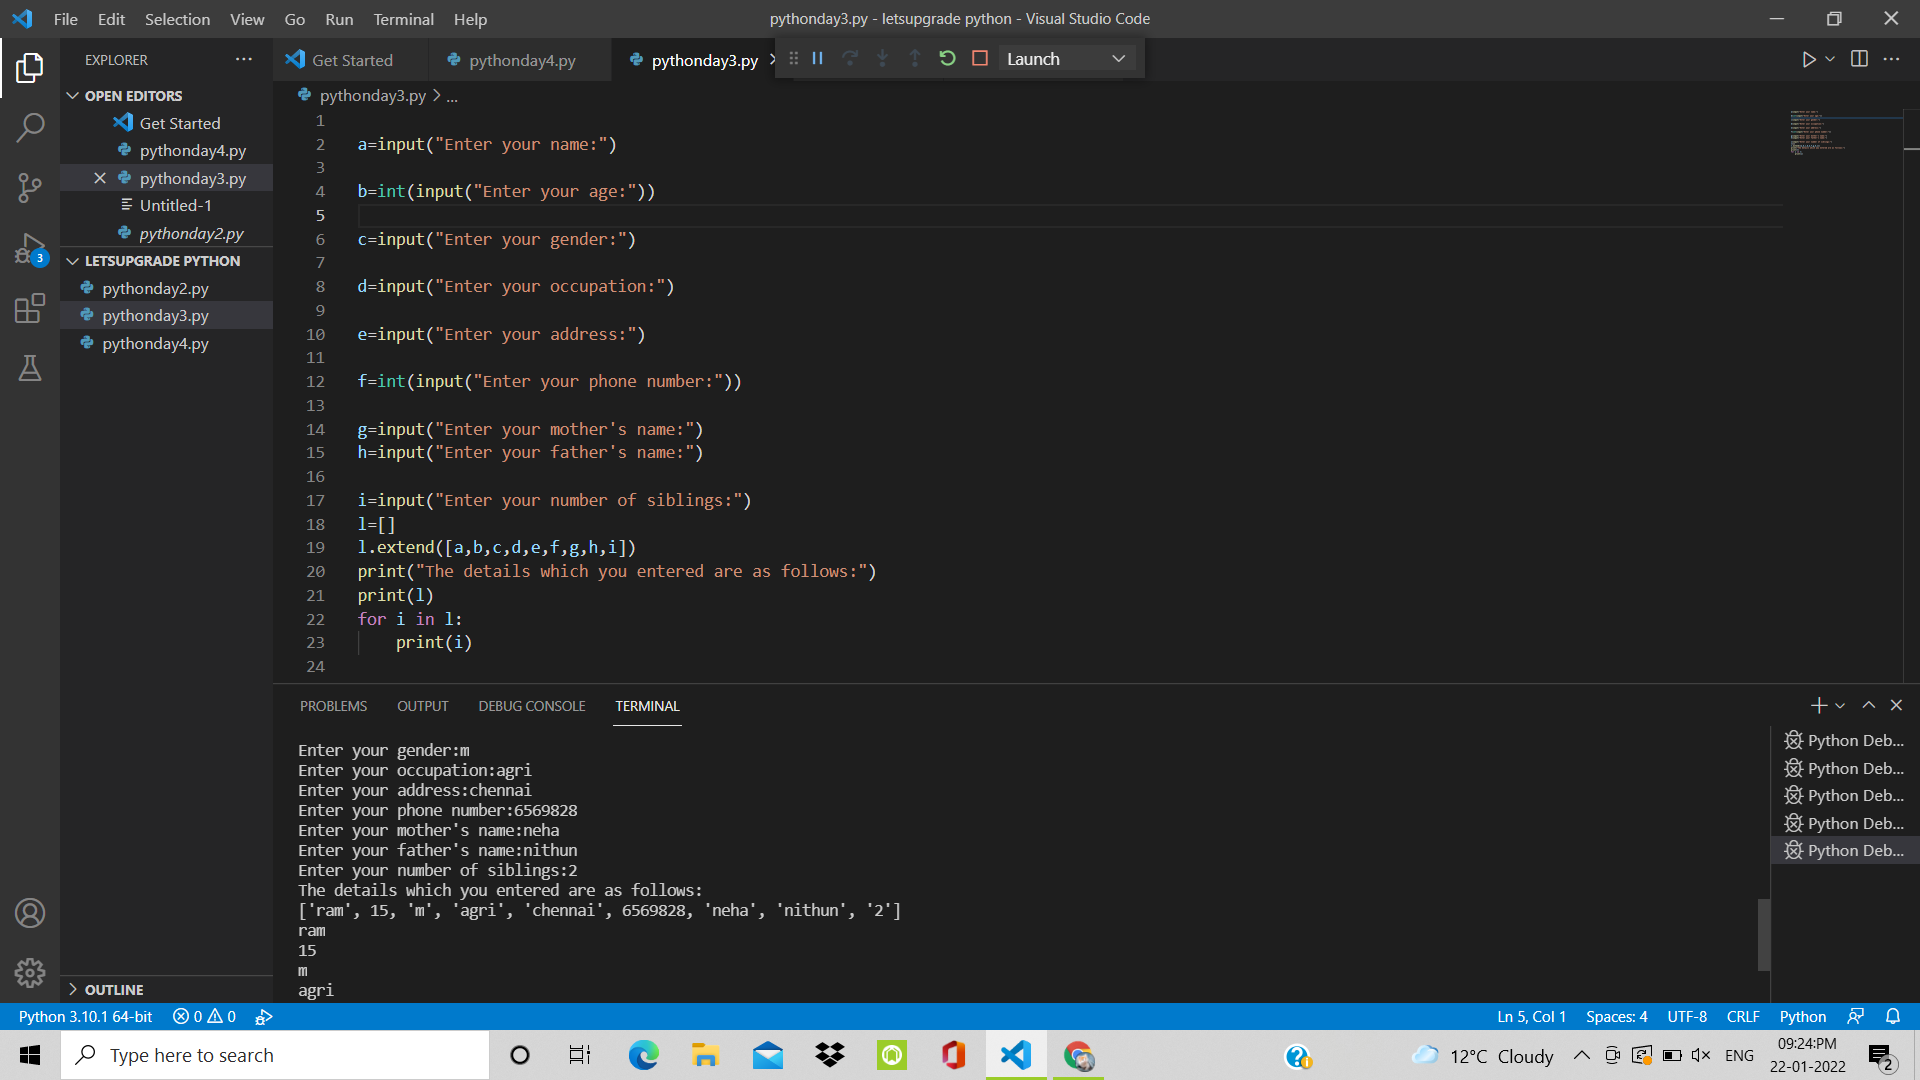 File Edit Selection View Go Run Terminal Help
pythonday3.py - letsupgrade python - Visual Studio Code
EXPLORER
Get Started
pythonday4.py
pythonday3.py
Launch
OPEN EDITORS
Get Started
pythonday4.py
pythonday3.py
Untitled-1
pythonday2.py
3
LETSUPGRADE PYTHON
pythonday2.py
pythonday3.py
pythonday4.py
OUTLINE
pythonday3.py > ...
1
2 a=input("Enter your name:")
3
4 b=int(input("Enter your age:"))
5
6 c=input("Enter your gender:")
7
8 d=input("Enter your occupation:")
9
10 e=input("Enter your address:")
11
12 f=int(input("Enter your phone number:"))
13
14 g=input("Enter your mother's name:")
15 h=input("Enter your father's name:")
16
17 i=input("Enter your number of siblings:")
18 l=[]
19 l.extend([a,b,c,d,e,f,g,h,i])
20 print("The details which you entered are as follows:")
21 print(l)
22 for i in l:
23 print(i)
24
PROBLEMS OUTPUT DEBUG CONSOLE TERMINAL
Enter your gender:m
Enter your occupation:agri
Enter your address:chennai
Enter your phone number:6569828
Enter your mother's name:neha
Enter your father's name:nithun
Enter your number of siblings:2
The details which you entered are as follows:
['ram', 15, 'm', 'agri', 'chennai', 6569828, 'neha', 'nithun', '2']
ram
15
m
agri
Python Deb...
Python Deb...
Python Deb...
Python Deb...
Python Deb...
Python 3.10.1 64-bit 0 0
Ln 5, Col 1 Spaces: 4 UTF-8 CRLF Python
Type here to search
12°C Cloudy
ENG
09:24:PM
22-01-2022
2